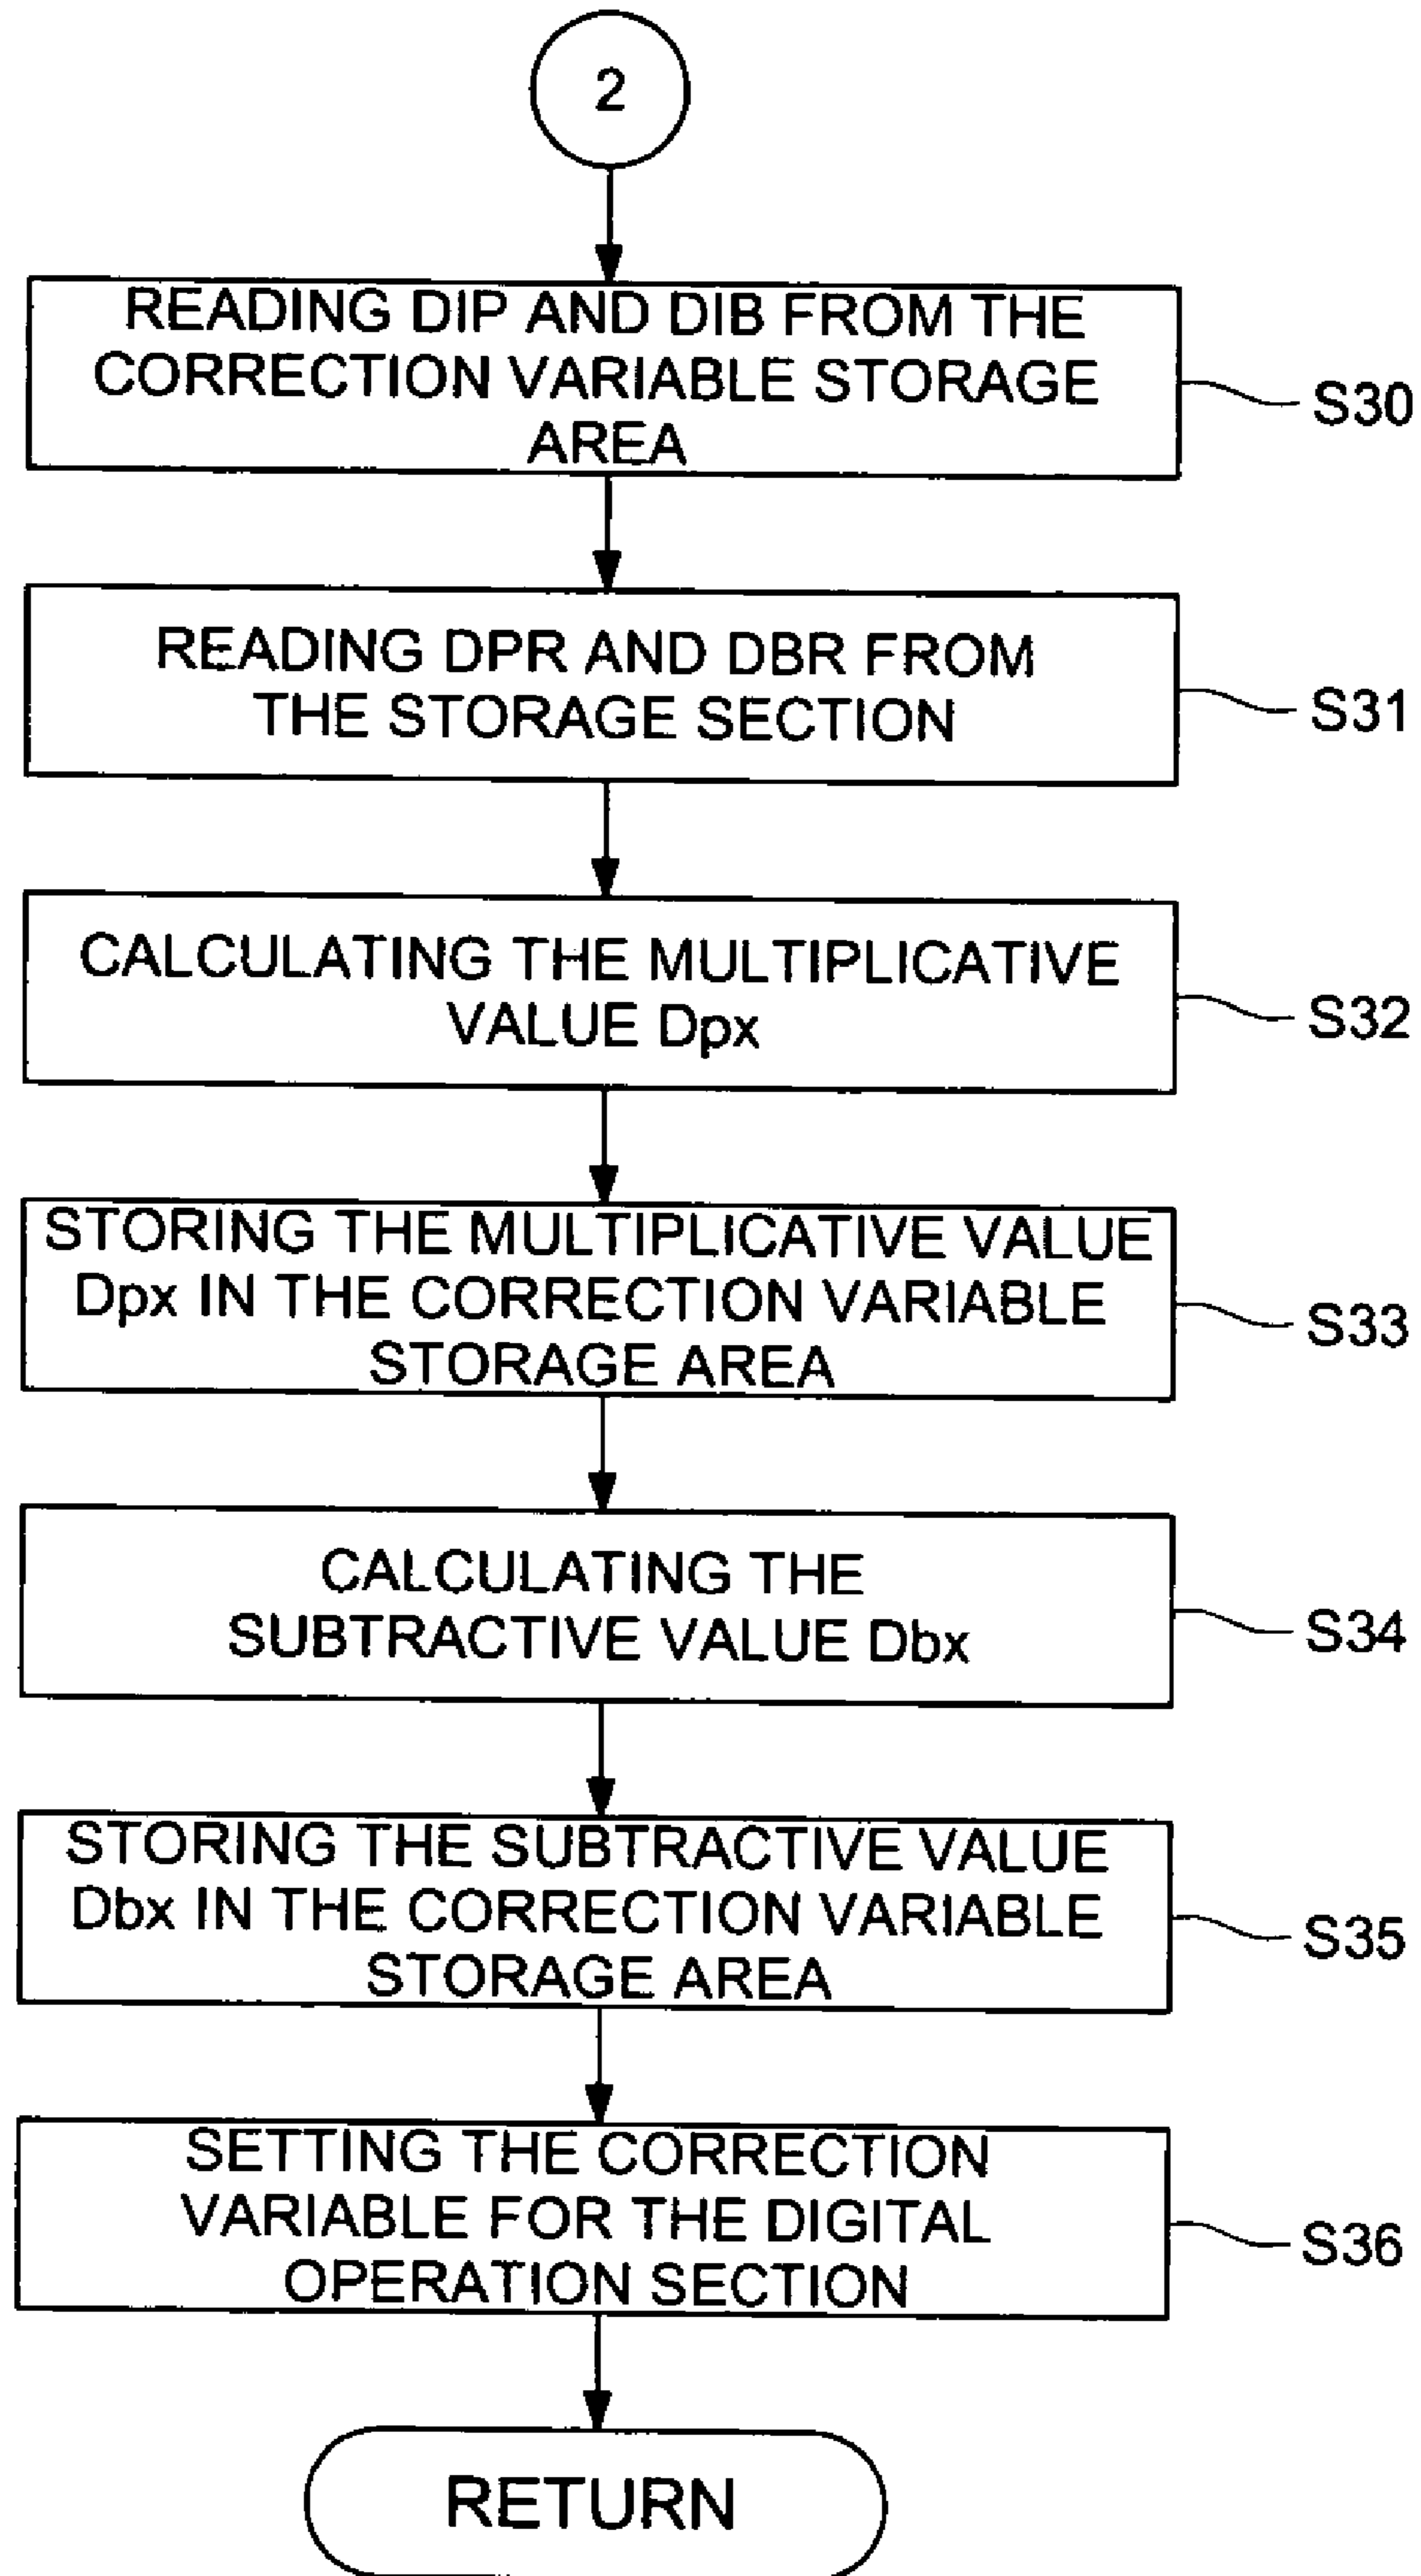 2
READING DIP AND DIB FROM THE
CORRECTION VARIABLE STORAGE
AREA
S30
READING DPR AND DBR FROM
THE STORAGE SECTION
S31
CALCULATING THE MULTIPLICATIVE
VALUE Dpx
S32
STORING THE MULTIPLICATIVE VALUE
Dpx IN THE CORRECTION VARIABLE
STORAGE AREA
S33
CALCULATING THE
SUBTRACTIVE VALUE Dbx
S34
STORING THE SUBTRACTIVE VALUE
Dbx IN THE CORRECTION VARIABLE
STORAGE AREA
S35
SETTING THE CORRECTION
VARIABLE FOR THE DIGITAL
OPERATION SECTION
S36
RETURN